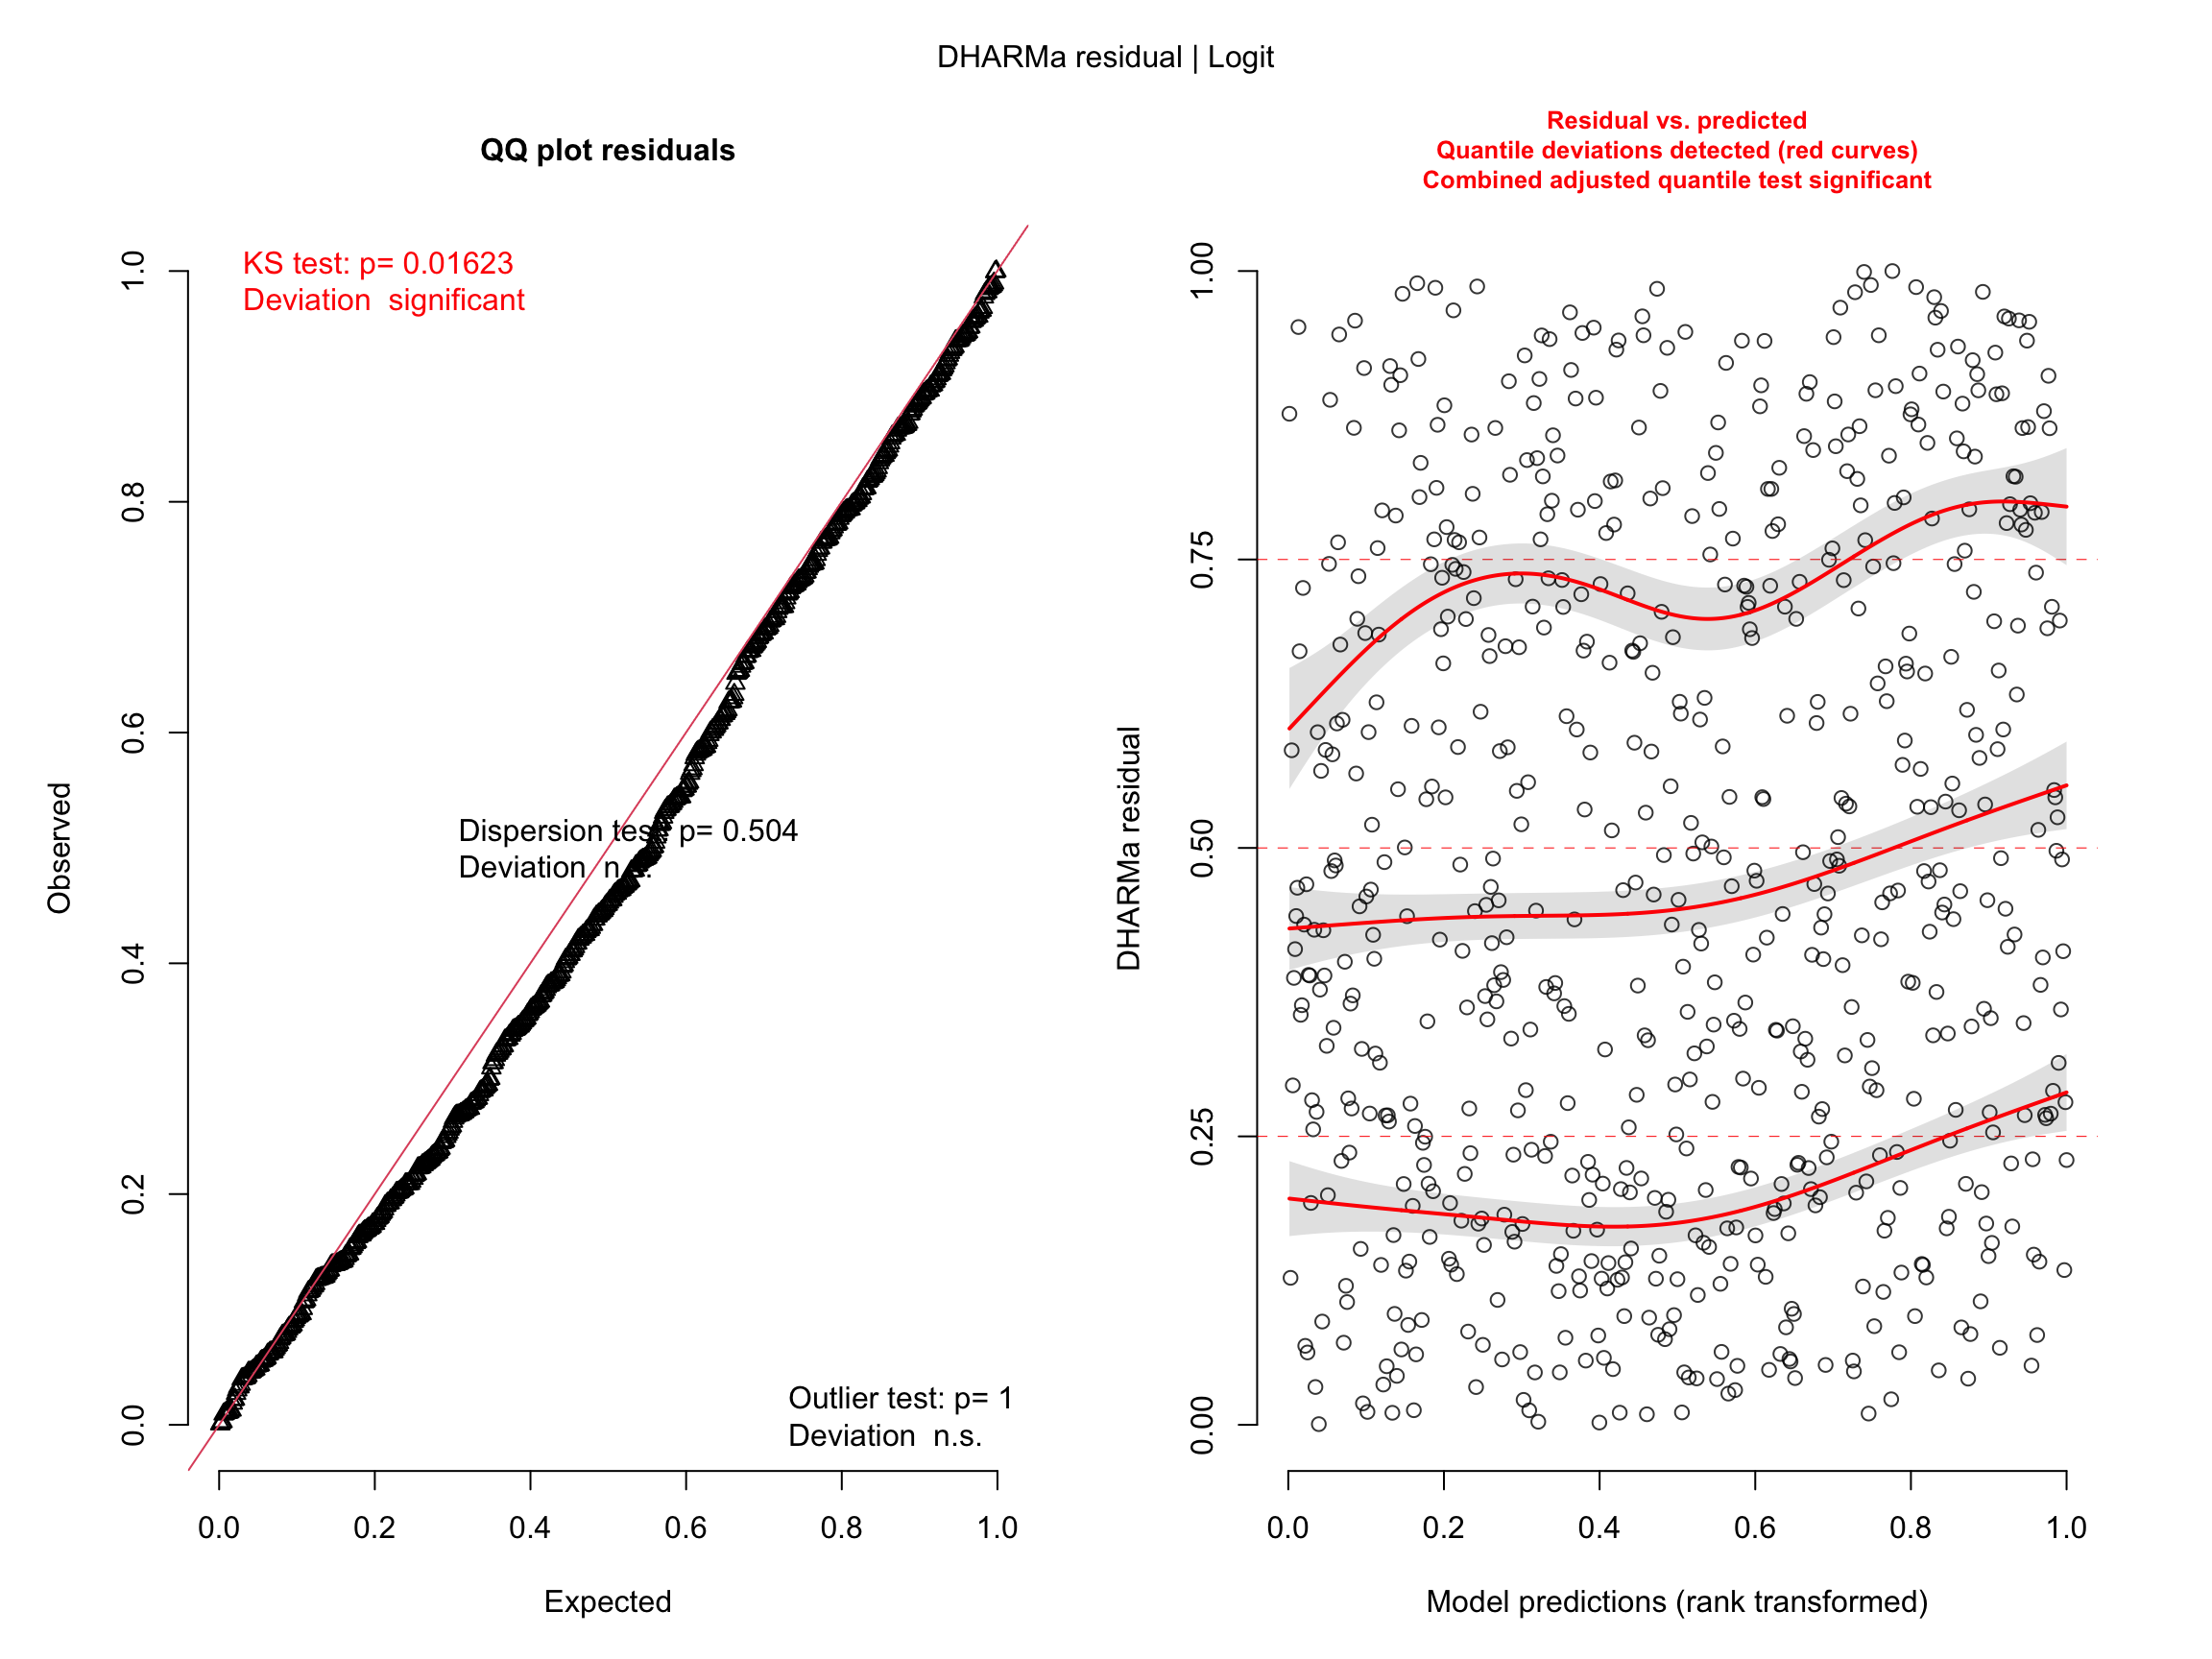 DHARMa residual | Logit
QQ plot residuals
KS test: p= 0.01623
Deviation  significant
Dispersion test: p= 0.504
Deviation  n.s.
Outlier test: p= 1
Deviation  n.s.
Observed
0.0 0.2 0.4 0.6 0.8 1.0
0.0 0.2 0.4 0.6 0.8 1.0
Expected
Residual vs. predicted
Quantile deviations detected (red curves)
Combined adjusted quantile test significant
DHARMa residual
0.00 0.25 0.50 0.75 1.00
0.0 0.2 0.4 0.6 0.8 1.0
Model predictions (rank transformed)